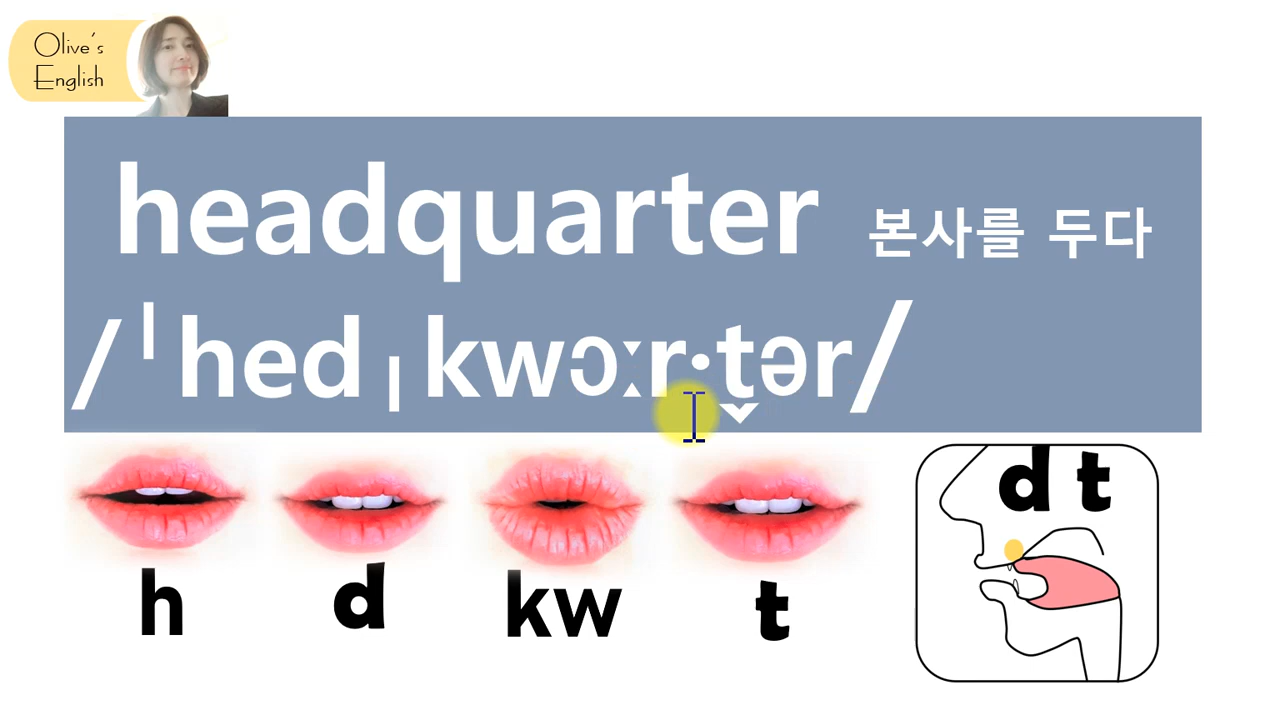 Olive's
English
headquarter 본사를 두다
/ˈhedˌkwɔːr·t̬ər/
d t
h d kw t